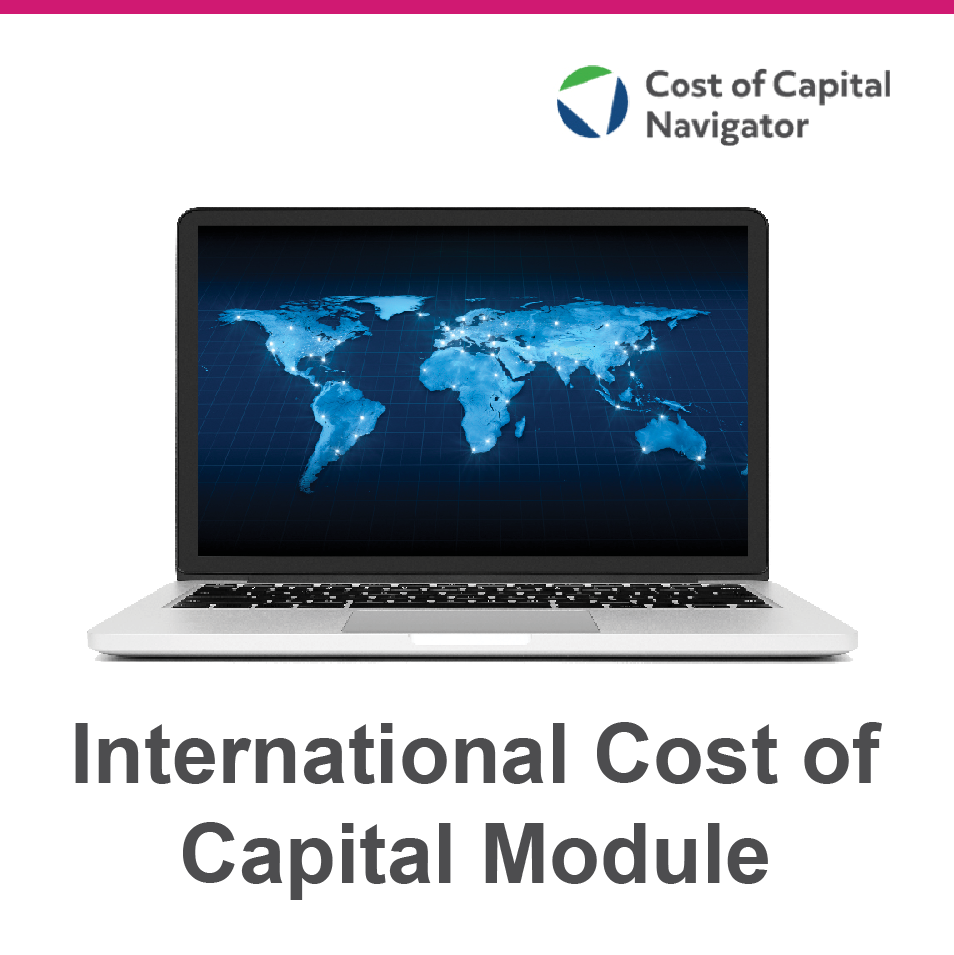 Cost of Capital
Navigator
International Cost of
Capital Module